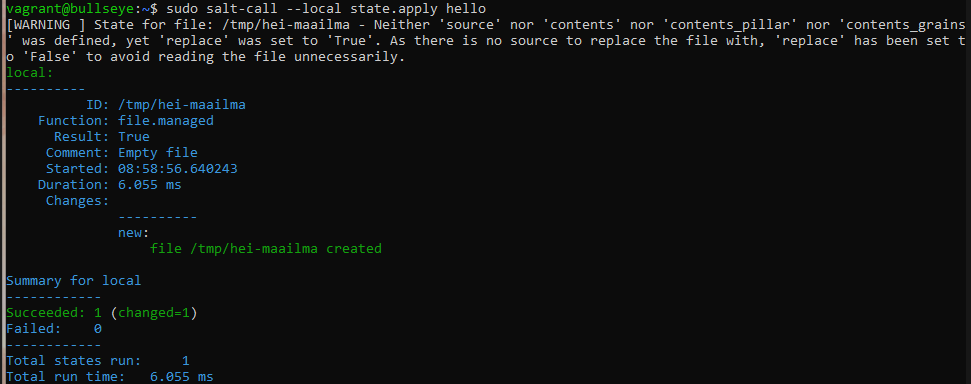 vagrant@bullseye:~$ sudo salt-call --local state.apply hello
[WARNING ] State for file: /tmp/hei-maailma - Neither 'source' nor 'contents' nor 'contents_pillar' nor 'contents_grains
' was defined, yet 'replace' was set to 'True'. As there is no source to replace the file with, 'replace' has been set t
o 'False' to avoid reading the file unnecessarily.
local:
----------
          ID: /tmp/hei-maailma
    Function: file.managed
      Result: True
     Comment: Empty file
     Started: 08:58:56.640243
    Duration: 6.055 ms
     Changes:
              ----------
              new:
                  file /tmp/hei-maailma created

Summary for local
------------
Succeeded: 1 (changed=1)
Failed:    0
------------
Total states run:     1
Total run time:   6.055 ms